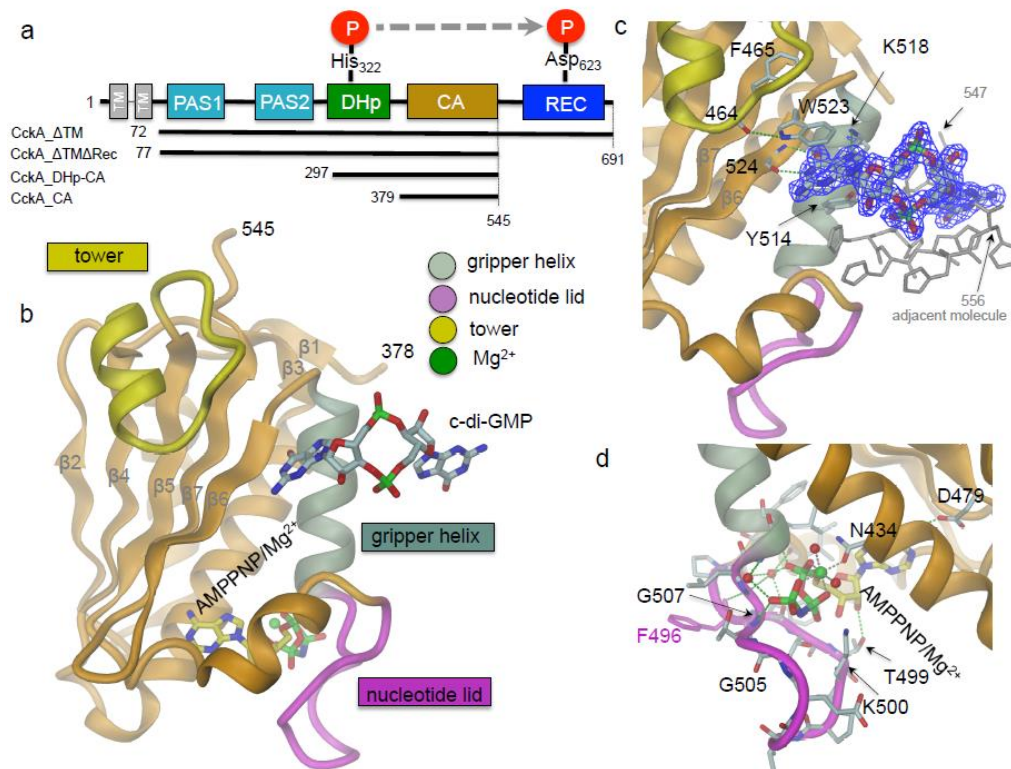 a
P
P
His322
Asp623
1
TM
TM
PAS1
PAS2
DHp
CA
REC
CckA_ΔTM
72
691
CckA_ΔTMΔRec
77
CckA_DHp-CA
297
CckA_CA
379
545
b
tower
545
gripper helix
nucleotide lid
tower
Mg2+
378
β1
β3
β2
β4
β5
β7
β6
c-di-GMP
gripper helix
AMPPNP/Mg2+
nucleotide lid
c
F465
K518
W523
464
547
β7
524
β6
Y514
556
adjacent molecule
d
D479
N434
G507
F496
AMPPNP/Mg2+
G505
T499
K500